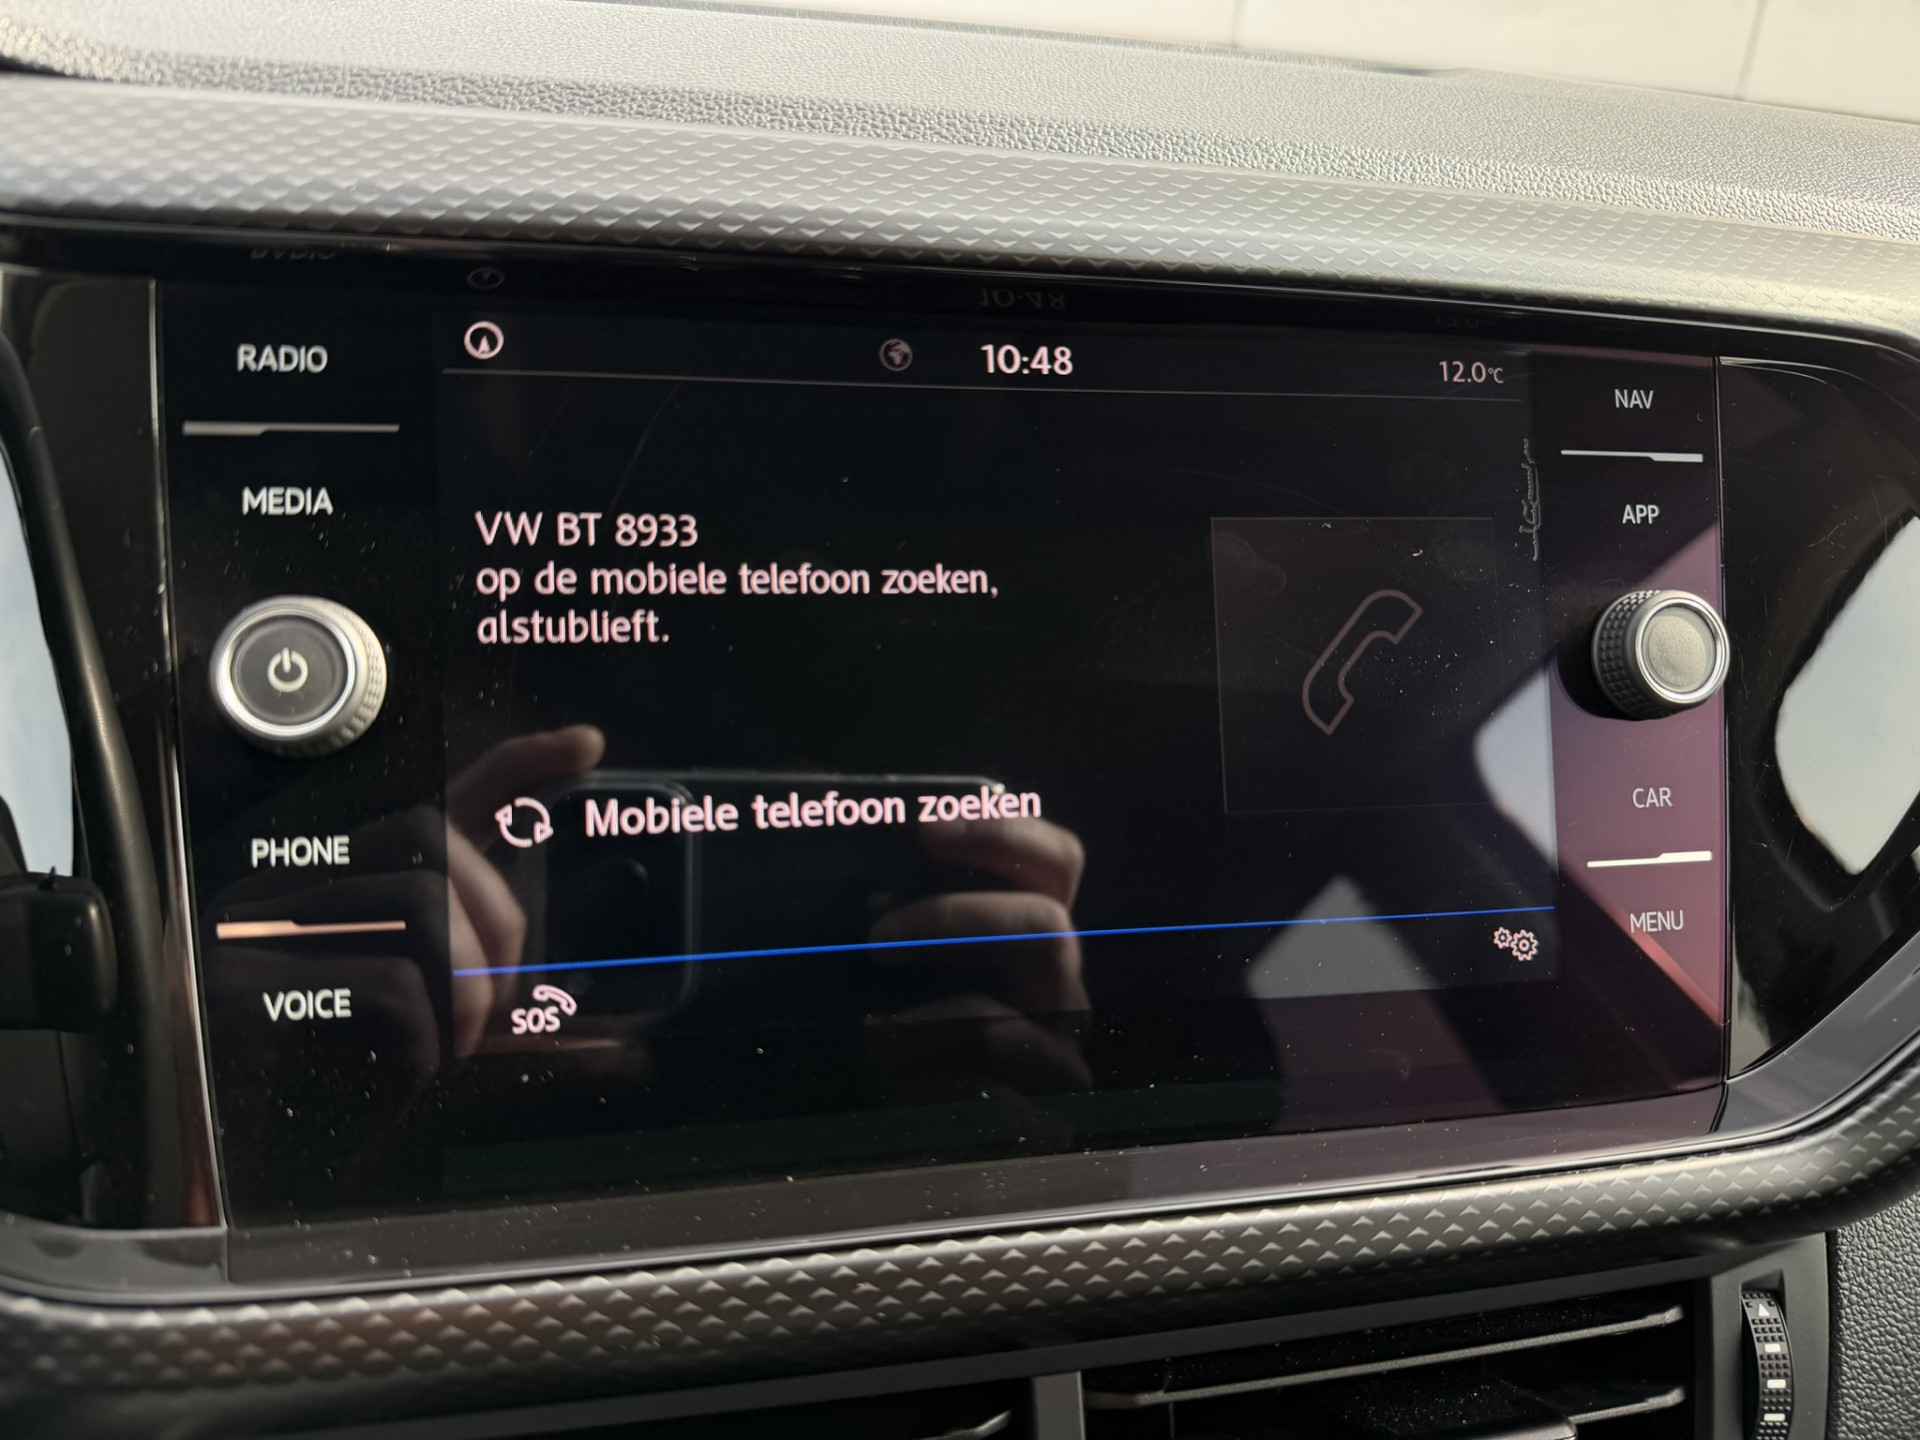 RADIO
MEDIA
PHONE
VOICE
10:48
12.0°C
VW BT 8933
op de mobiele telefoon zoeken,
alstublieft.
Mobiele telefoon zoeken
SOS
NAV
APP
CAR
MENU